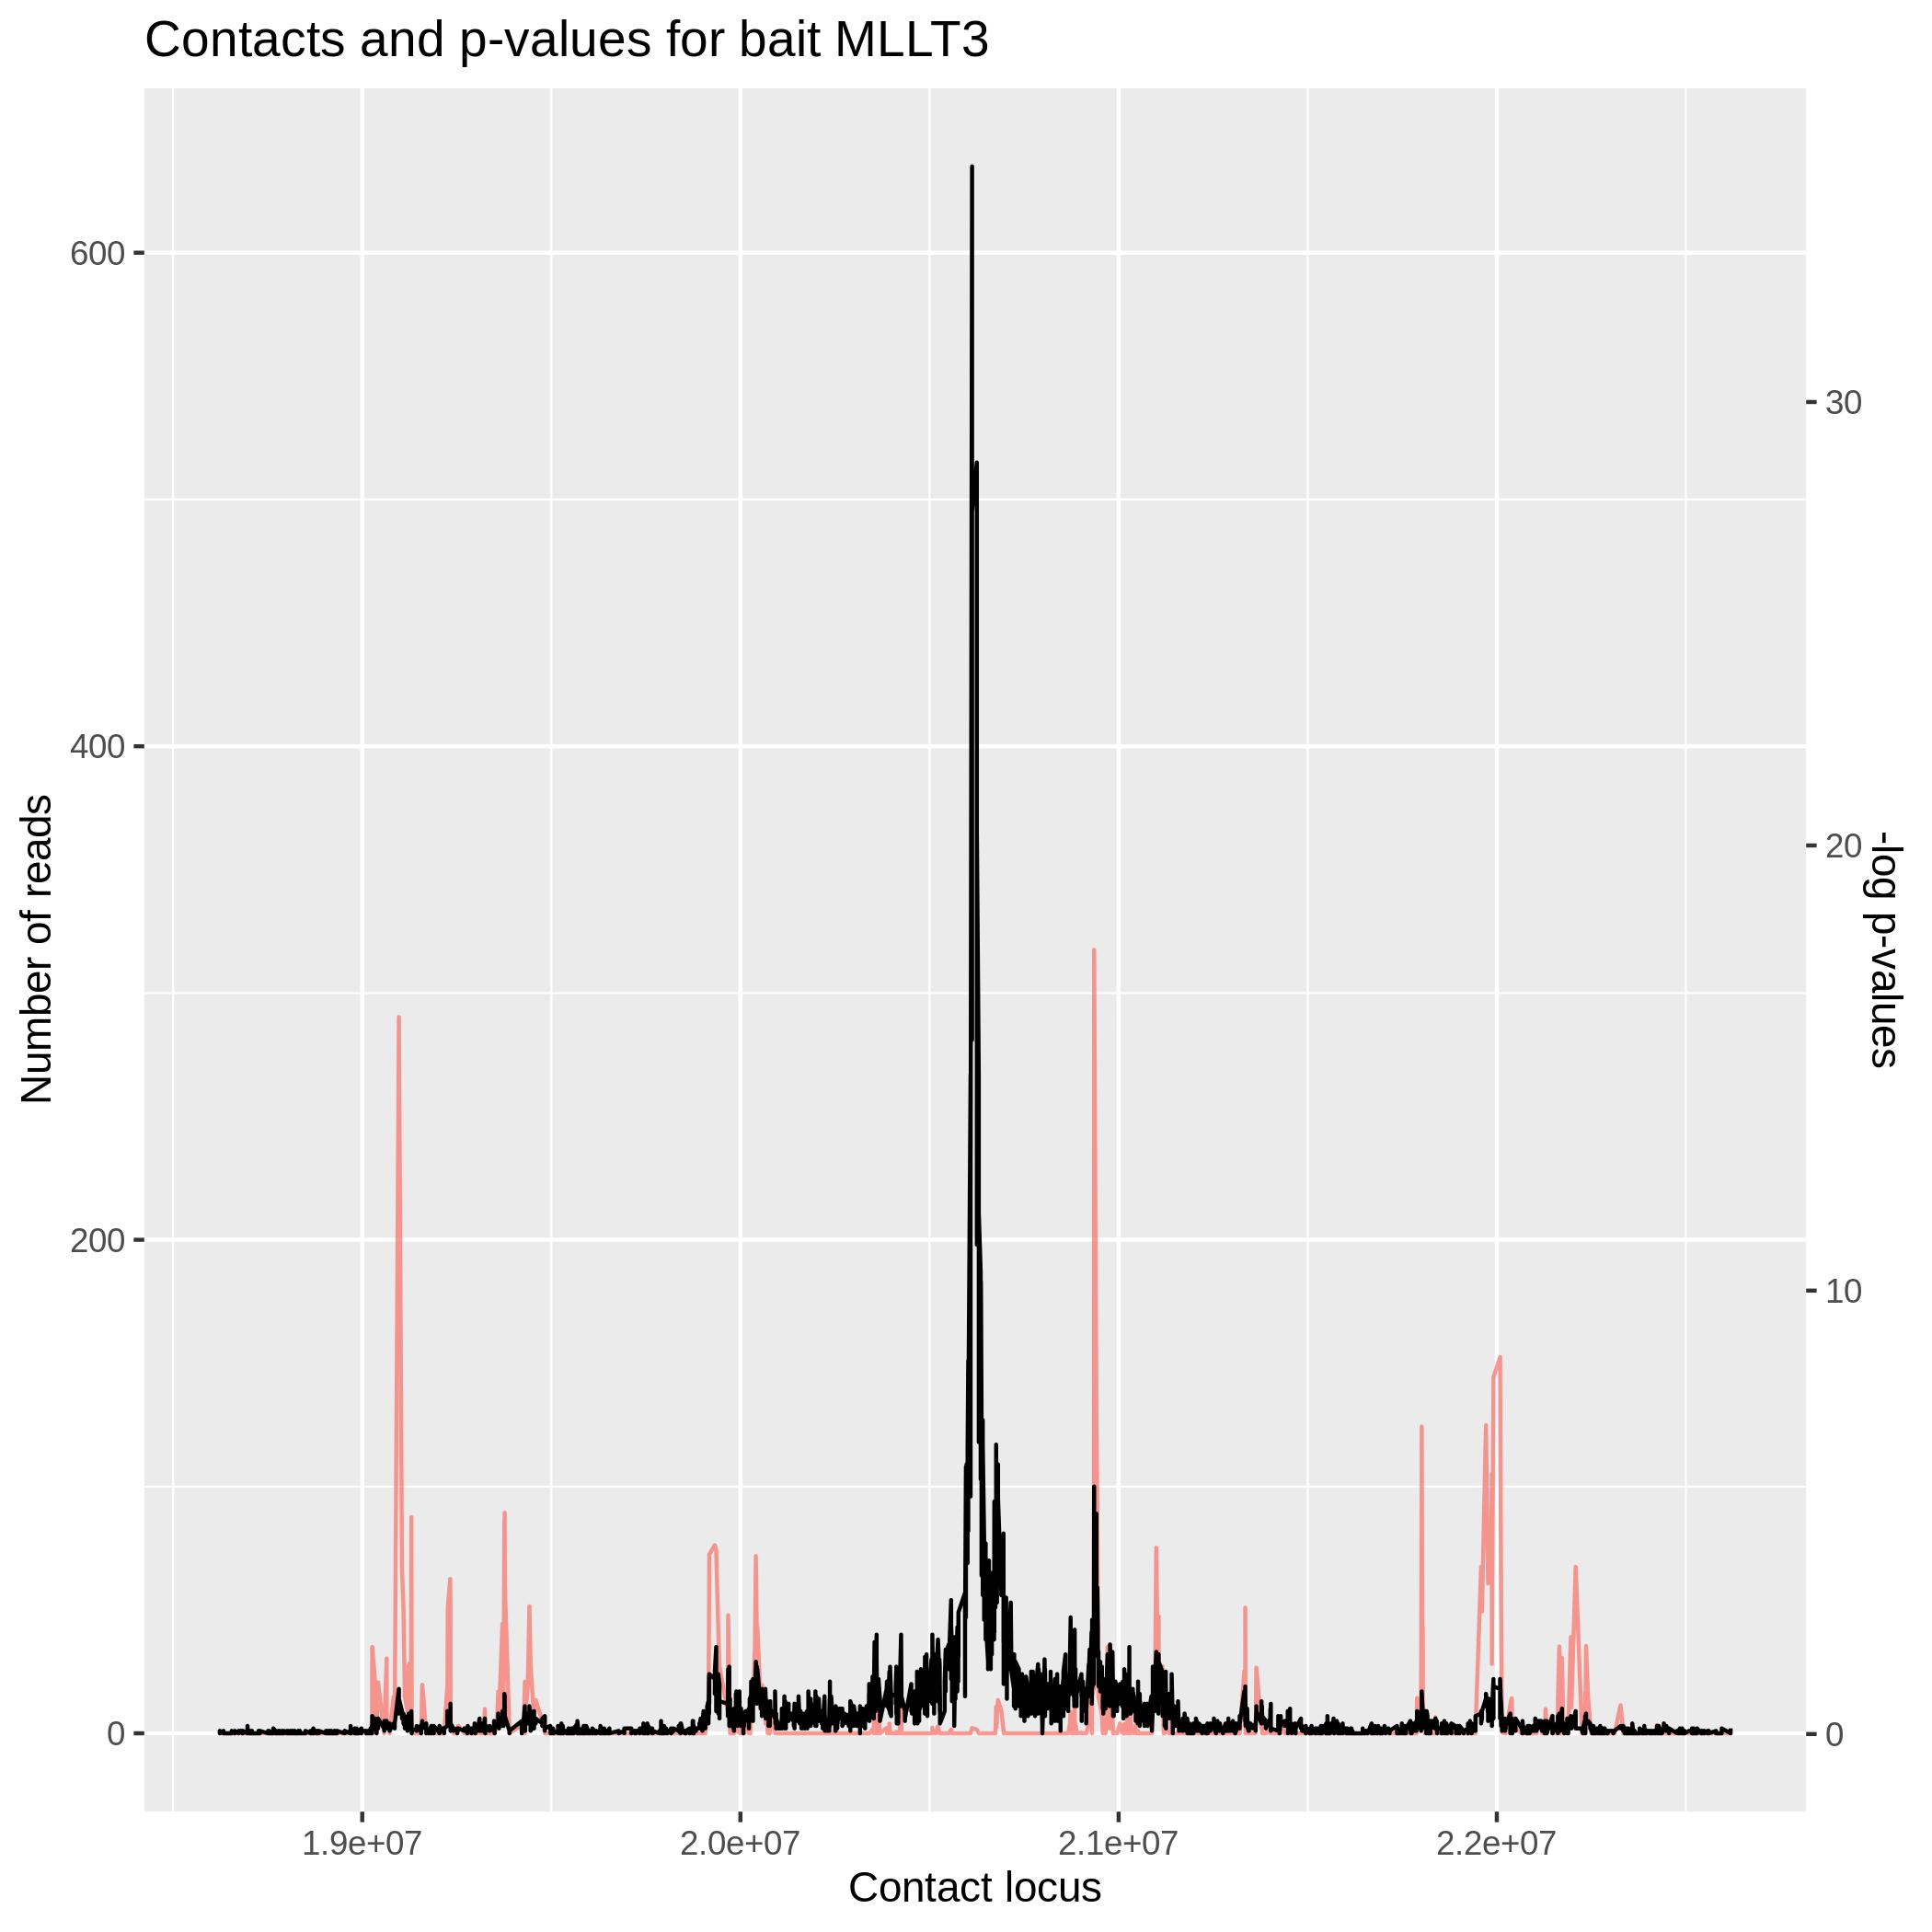 Contacts and p-values for bait MLLT3
Number of reads
600
400
200
0
30
20
10
0
-log p-values
1.9e+07
2.0e+07
2.1e+07
2.2e+07
Contact locus